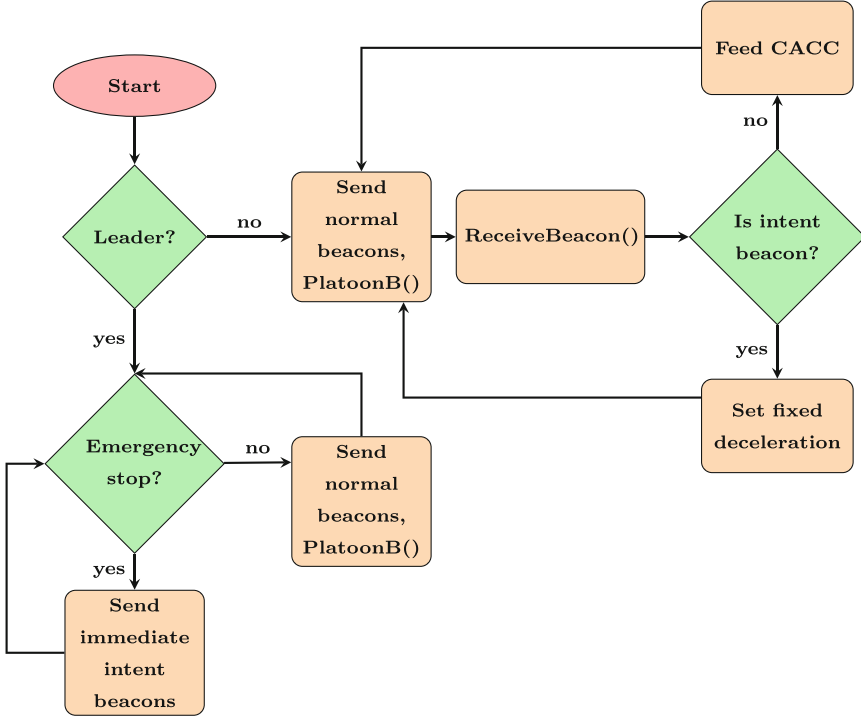 Start
Leader?
no
Send
normal
beacons,
PlatoonB()
ReceiveBeacon()
Is intent
beacon?
no
Feed CACC
yes
Set fixed
deceleration
yes
Emergency
stop?
no
Send
normal
beacons,
PlatoonB()
yes
Send
immediate
intent
beacons